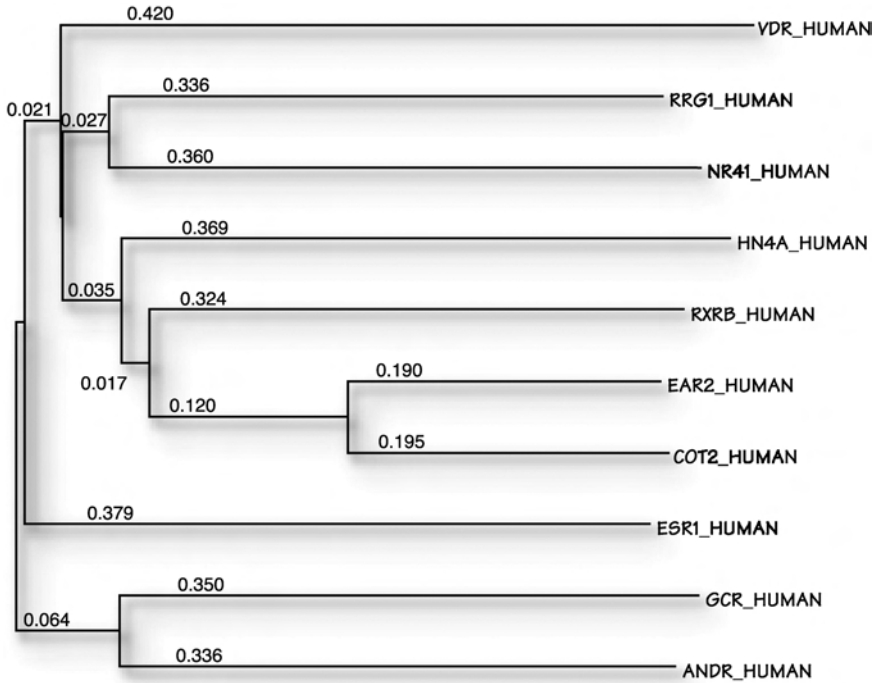 0.420
VDR_HUMAN
0.336
RRG1_HUMAN
0.021
0.027
0.360
NR41_HUMAN
0.369
HN4A_HUMAN
0.035
0.324
RXRB_HUMAN
0.017
0.190
EAR2_HUMAN
0.120
0.195
COT2_HUMAN
0.379
ESR1_HUMAN
0.350
GCR_HUMAN
0.064
0.336
ANDR_HUMAN